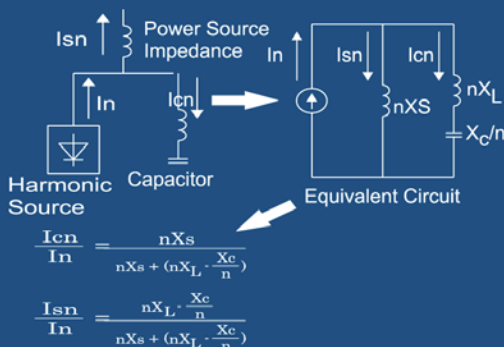 Isn
Power Source
Impedance
In
Icn
Harmonic
Source
Capacitor
In
Isn
Icn
nXS
nXL
Xc/n
Equivalent Circuit
Icn/In = nXs/(nXs + (nXL - Xc/n))
Isn/In = (nXL - Xc/n)/(nXs + (nXL - Xc/n))